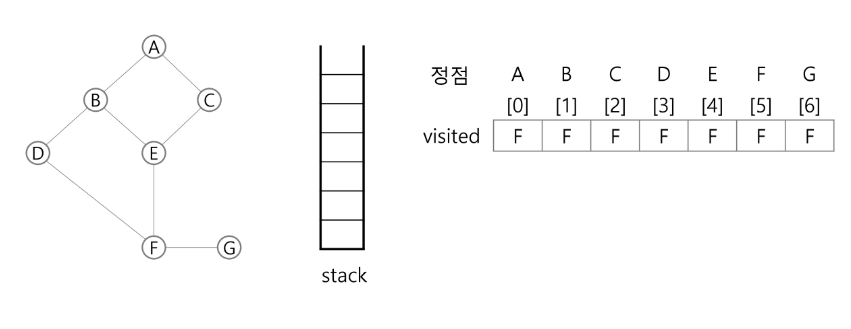 A
B
C
D
E
F
G
stack
정점 A B C D E F G
[0] [1] [2] [3] [4] [5] [6]
visited F F F F F F F